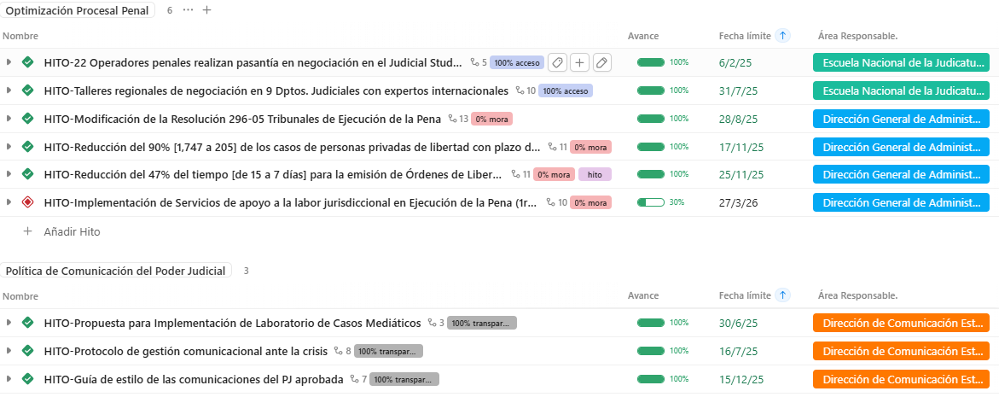 Optimización Procesal Penal 6 ... +
Nombre Avance Fecha límite ↑ Área Responsable.
HITO-22 Operadores penales realizan pasantía en negociación en el Judicial Stud... 5 100% acceso 100% 6/2/25 Escuela Nacional de la Judicatu...
HITO-Talleres regionales de negociación en 9 Dptos. Judiciales con expertos internacionales 10 100% acceso 100% 31/7/25 Escuela Nacional de la Judicatu...
HITO-Modificación de la Resolución 296-05 Tribunales de Ejecución de la Pena 13 0% mora 100% 28/8/25 Dirección General de Administ...
HITO-Reducción del 90% [1,747 a 205] de los casos de personas privadas de libertad con plazo d... 11 0% mora 100% 17/11/25 Dirección General de Administ...
HITO-Reducción del 47% del tiempo [de 15 a 7 días] para la emisión de Órdenes de Liber... 11 0% mora hito 100% 25/11/25 Dirección General de Administ...
HITO-Implementación de Servicios de apoyo a la labor jurisdiccional en Ejecución de la Pena (1r... 10 0% mora 30% 27/3/26 Dirección General de Administ...
+ Añadir Hito
Política de Comunicación del Poder Judicial 3
Nombre Avance Fecha límite ↑ Área Responsable.
HITO-Propuesta para Implementación de Laboratorio de Casos Mediáticos 3 100% transpar... 100% 30/6/25 Dirección de Comunicación Est...
HITO-Protocolo de gestión comunicacional ante la crisis 8 100% transpar... 100% 16/7/25 Dirección de Comunicación Est...
HITO-Guía de estilo de las comunicaciones del PJ aprobada 7 100% transpar... 100% 15/12/25 Dirección de Comunicación Est...